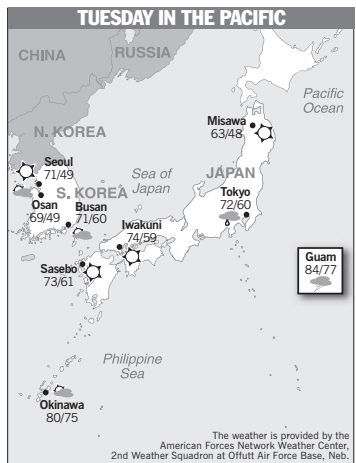 TUESDAY IN THE PACIFIC
CHINA
RUSSIA
Pacific
Ocean
Misawa
63/48
N. KOREA
Seoul
71/49
Sea of
Japan
JAPAN
S. KOREA
Osan
69/49
Busan
71/60
Tokyo
72/60
Iwakuni
74/59
Sasebo
73/61
Guam
84/77
Philippine
Sea
Okinawa
80/75
The weather is provided by the
American Forces Network Weather Center,
2nd Weather Squadron at Offutt Air Force Base, Neb.